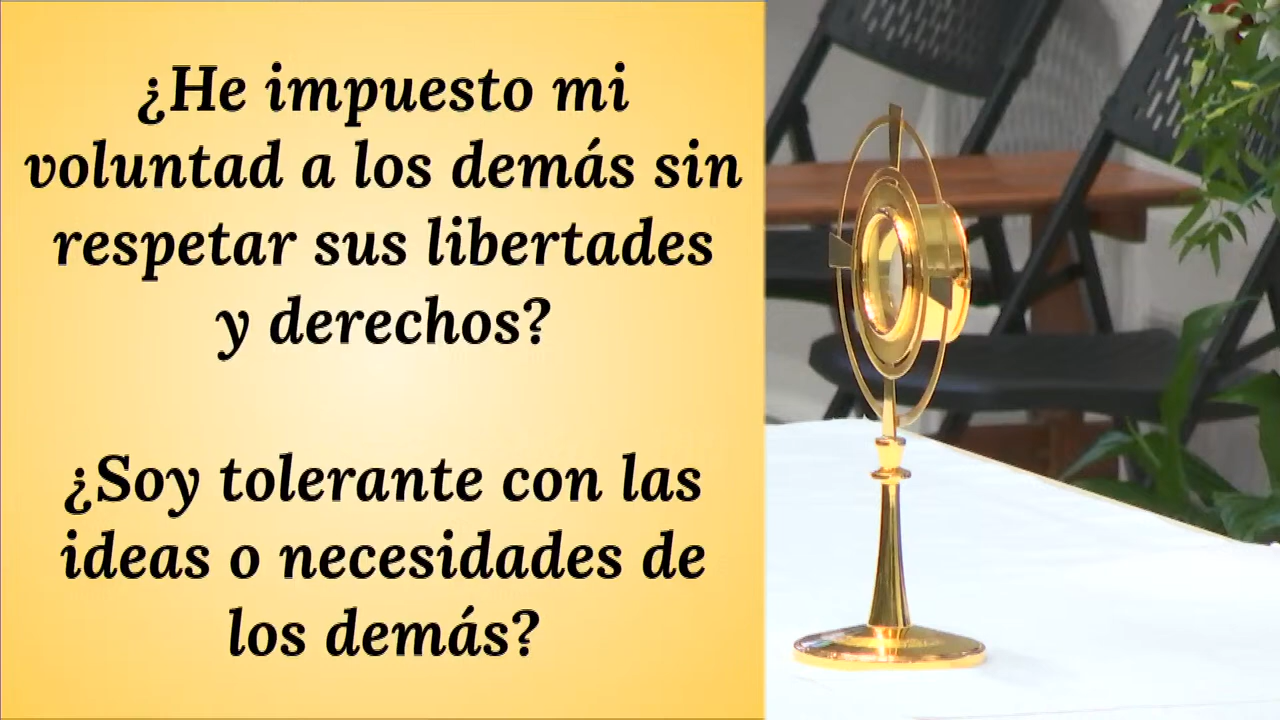 ¿He impuesto mi
voluntad a los demás sin
respetar sus libertades
y derechos?
¿Soy tolerante con las
ideas o necesidades de
los demás?